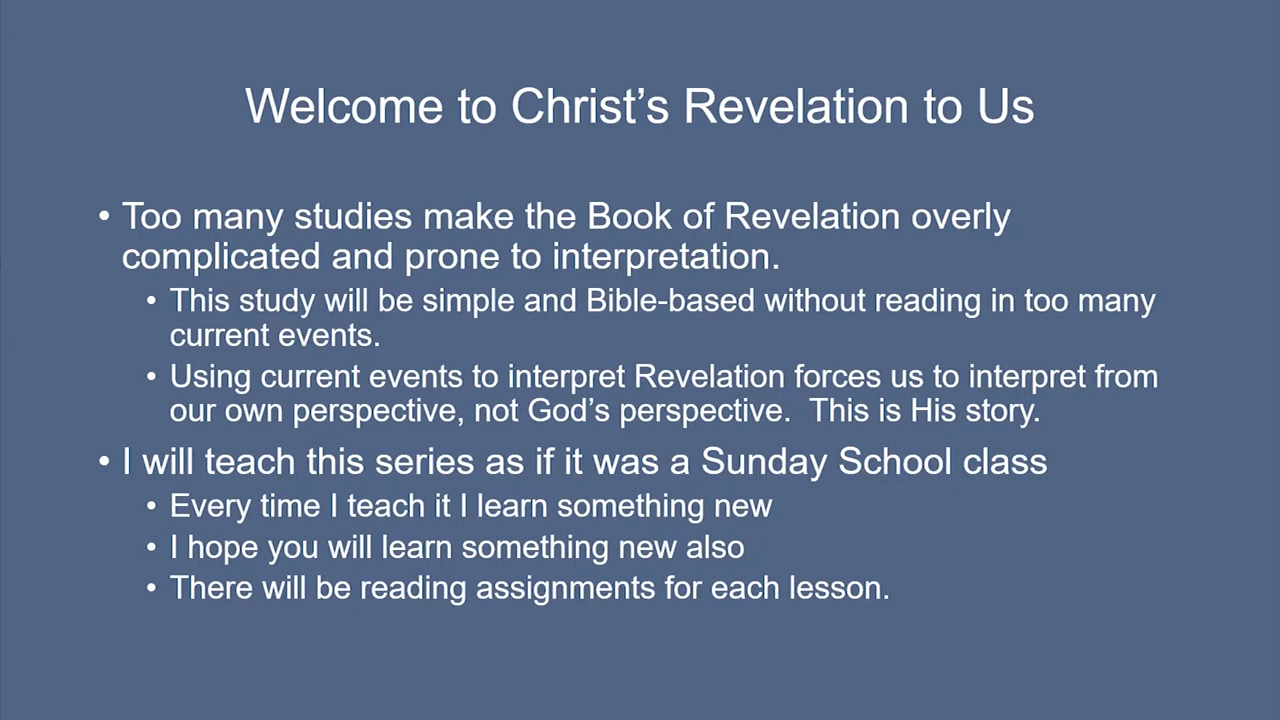 Welcome to Christ’s Revelation to Us
• Too many studies make the Book of Revelation overly
complicated and prone to interpretation.
• This study will be simple and Bible-based without reading in too many
current events.
• Using current events to interpret Revelation forces us to interpret from
our own perspective, not God’s perspective.  This is His story.
• I will teach this series as if it was a Sunday School class
• Every time I teach it I learn something new
• I hope you will learn something new also
• There will be reading assignments for each lesson.